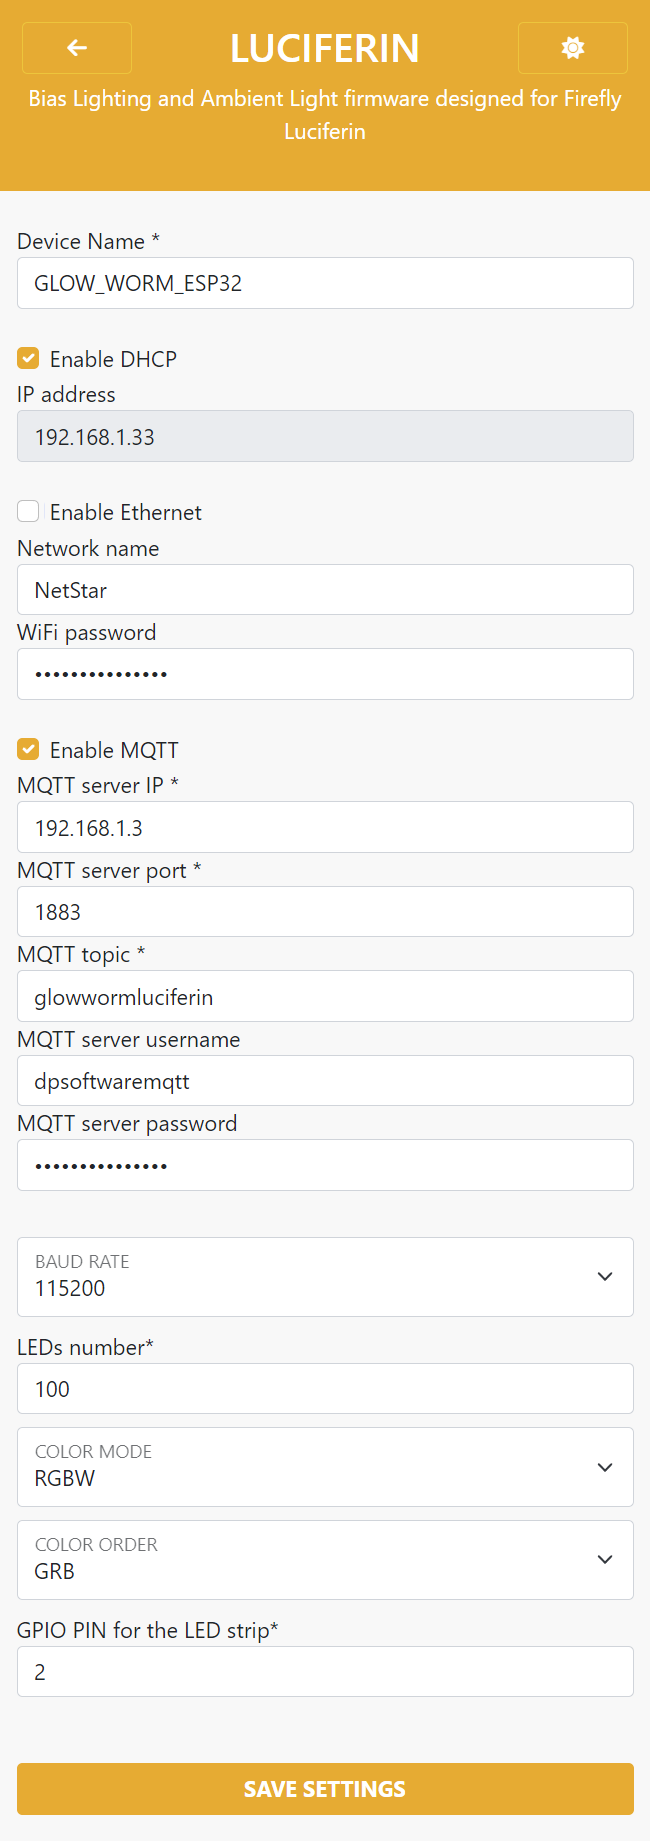 LUCIFERIN
Bias Lighting and Ambient Light firmware designed for Firefly
Luciferin
Device Name *
GLOW_WORM_ESP32
Enable DHCP
IP address
192.168.1.33
Enable Ethernet
Network name
NetStar
WiFi password
•••••••••••••••
Enable MQTT
MQTT server IP *
192.168.1.3
MQTT server port *
1883
MQTT topic *
glowwormluciferin
MQTT server username
dpsoftwaremqtt
MQTT server password
•••••••••••••••
BAUD RATE
115200
LEDs number*
100
COLOR MODE
RGBW
COLOR ORDER
GRB
GPIO PIN for the LED strip*
2
SAVE SETTINGS